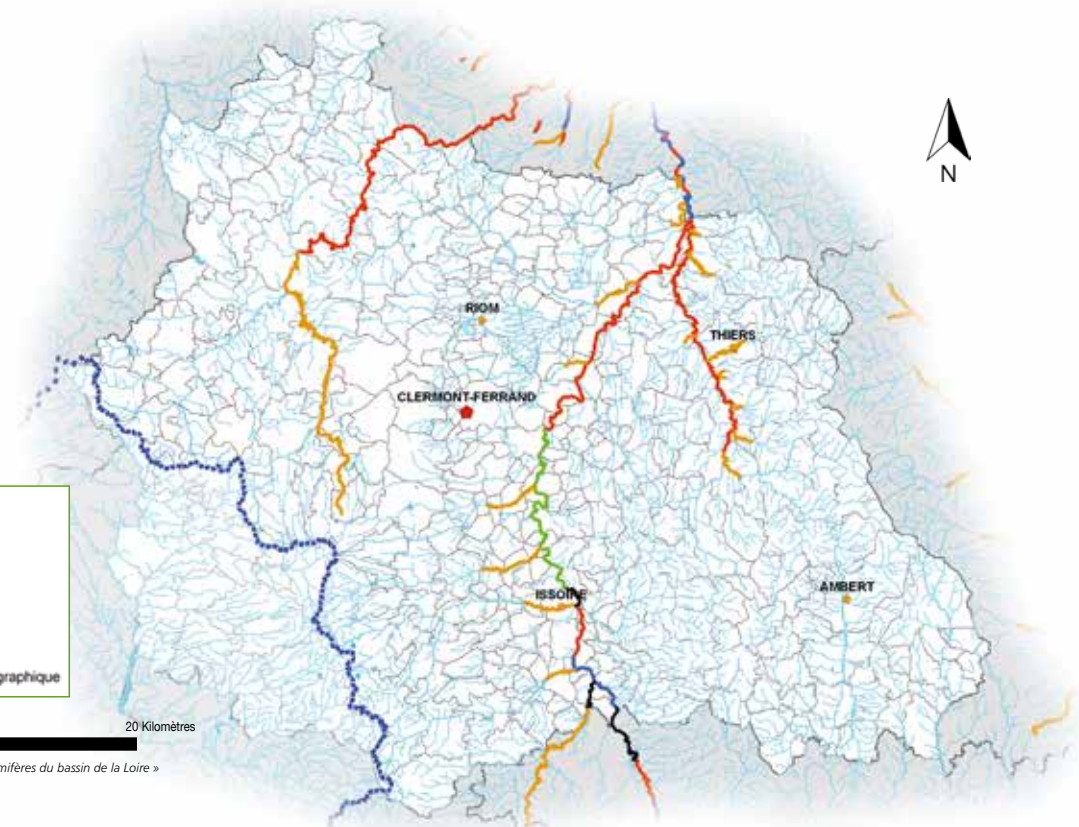 N
RIOM
THIERS
CLERMONT-FERRAND
ISSOIRE
AMBERT
graphique
20 Kilomètres
mifères du bassin de la Loire »